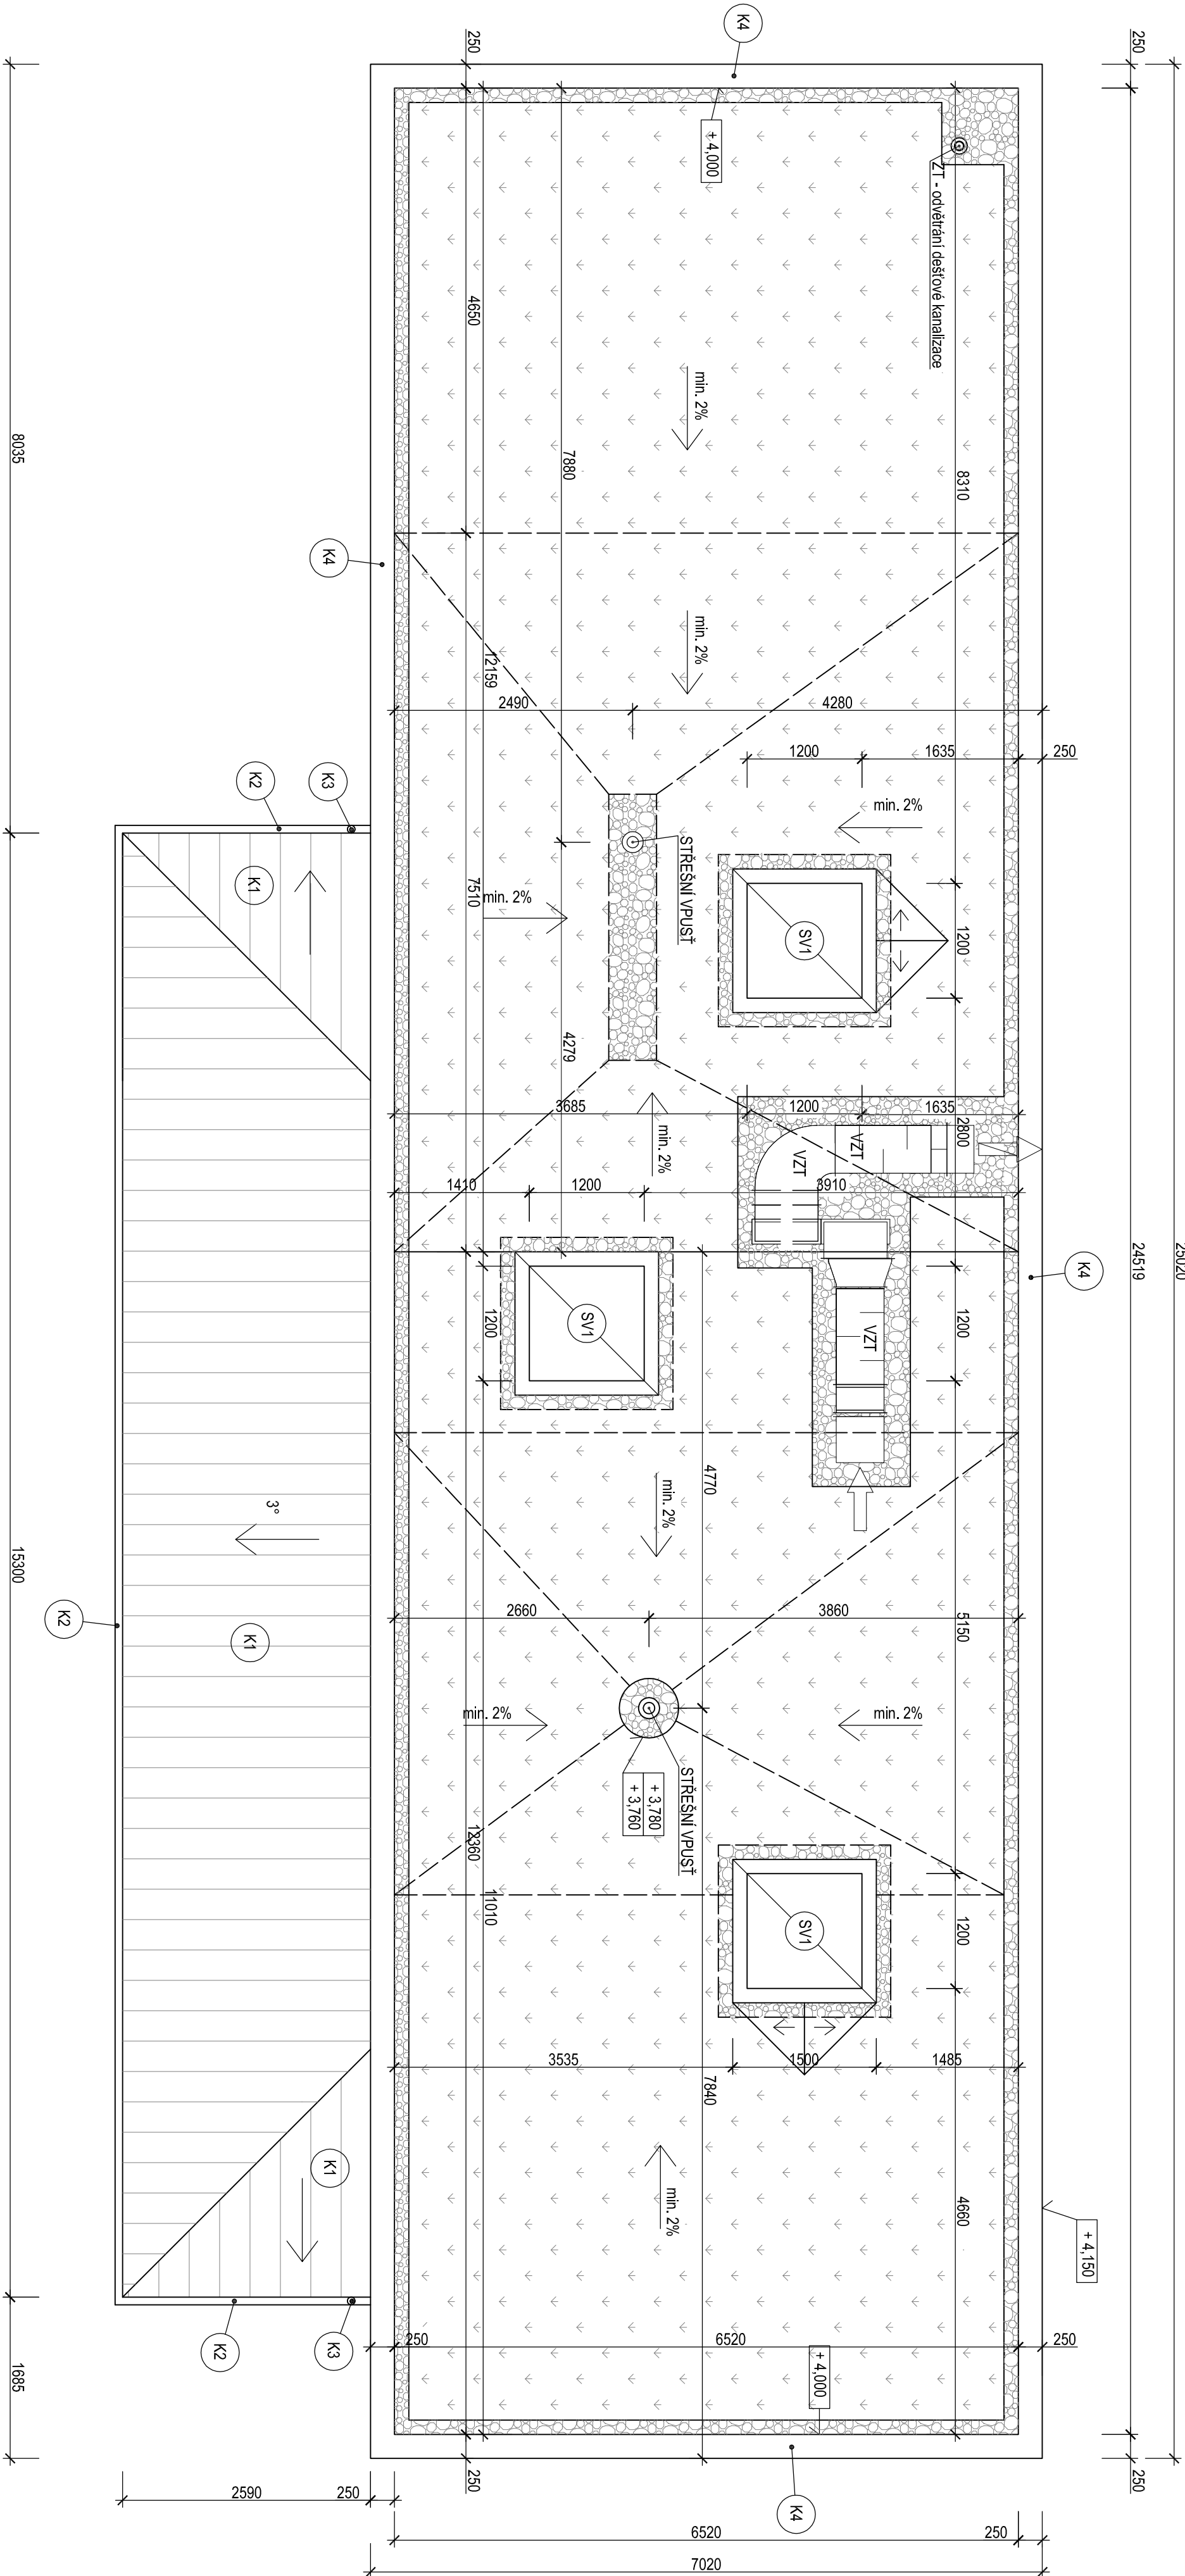 K4
250
250
25020
+ 4,000
ZT - odvětrání dešťové kanalizace
4650
min. 2%
7880
8310
8035
K4
min. 2%
12159
2490
4280
1200
1635
250
K2
K3
min. 2%
STŘEŠNÍ VPUSŤ
K1
7510
min. 2%
SV1
1200
4279
3685
1200
1635
min. 2%
2800
VZT
VZT
24519
1410
1200
3910
K4
1200
SV1
VZT
1200
4770
min. 2%
3°
15300
K2
K1
2660
3860
5150
min. 2%
min. 2%
STŘEŠNÍ VPUSŤ
+ 3,780
+ 3,760
12360
11010
SV1
1200
3535
1500
1485
7840
K1
min. 2%
4660
+ 4,150
K2
K3
250
6520
250
+ 4,000
1685
250
K4
250
2590
250
6520
250
7020